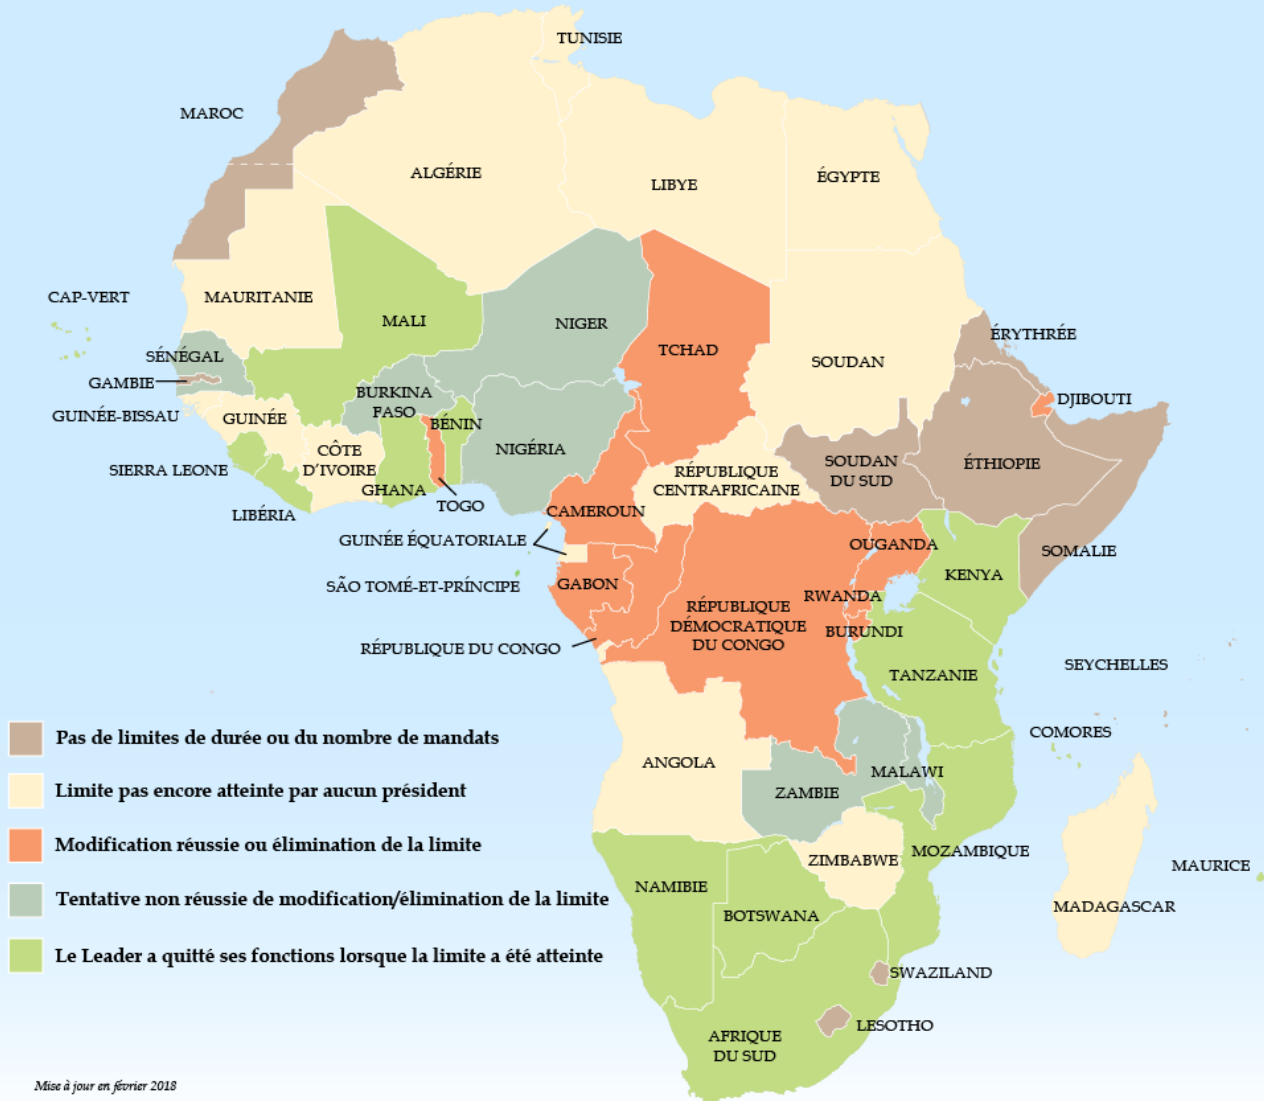 TUNISIE
MAROC
ALGÉRIE
LIBYE
ÉGYPTE
CAP-VERT
MAURITANIE
MALI
NIGER
TCHAD
SOUDAN
ÉRYTHRÉE
SÉNÉGAL
GAMBIE
GUINÉE-BISSAU
GUINÉE
BURKINA
FASO
BÉNIN
DJIBOUTI
SIERRA LEONE
CÔTE
D'IVOIRE
GHANA
NIGÉRIA
RÉPUBLIQUE
CENTRAFRICAINE
SOUDAN
DU SUD
ÉTHIOPIE
LIBÉRIA
TOGO
CAMEROUN
GUINÉE ÉQUATORIALE
OUGANDA
SOMALIE
SÃO TOMÉ-ET-PRÍNCIPE
GABON
KENYA
RWANDA
RÉPUBLIQUE
DÉMOCRATIQUE
DU CONGO
BURUNDI
RÉPUBLIQUE DU CONGO
TANZANIE
SEYCHELLES
COMORES
Pas de limites de durée ou du nombre de mandats
ANGOLA
MALAWI
Limite pas encore atteinte par aucun président
ZAMBIE
Modification réussie ou élimination de la limite
ZIMBABWE
MOZAMBIQUE
MAURICE
Tentative non réussie de modification/élimination de la limite
NAMIBIE
BOTSWANA
MADAGASCAR
Le Leader a quitté ses fonctions lorsque la limite a été atteinte
SWAZILAND
LESOTHO
AFRIQUE
DU SUD
Mise à jour en février 2018